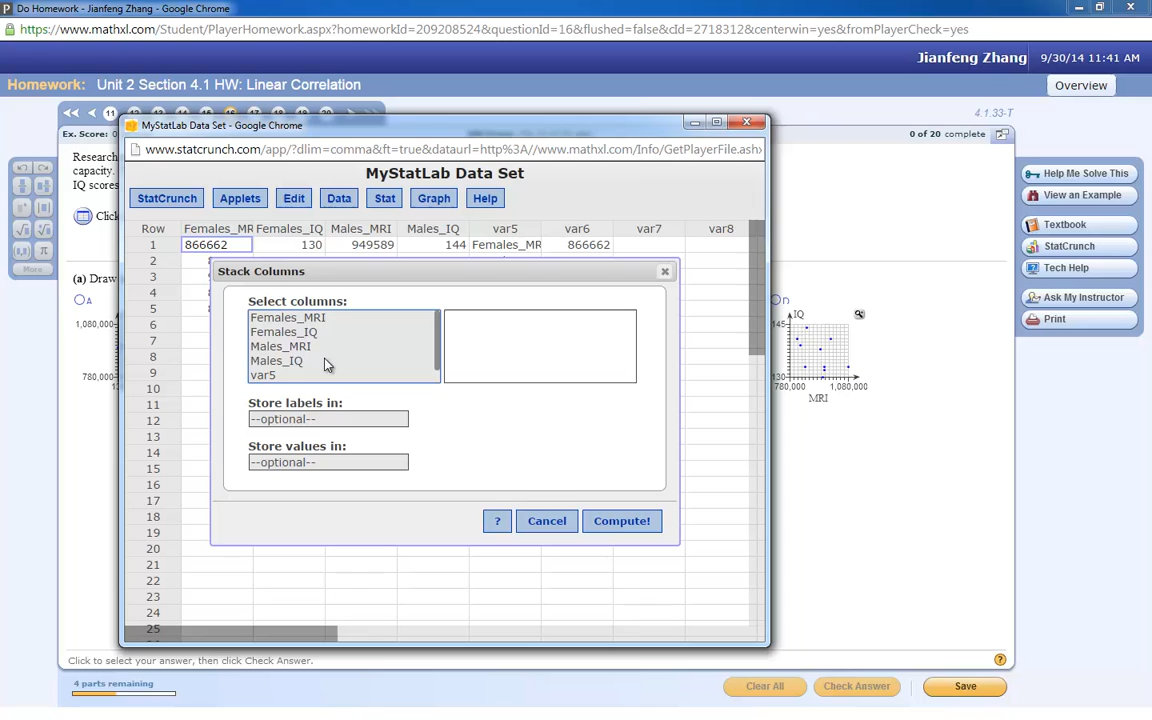 Do Homework - Jianfeng Zhang - Google Chrome
https://www.mathxl.com/Student/PlayerHomework.aspx?homeworkId=209208524&questionId=16&flushed=false&cId=2718312&centerwin=yes&fromPlayerCheck=yes
Jianfeng Zhang 9/30/14 11:41 AM
Homework: Unit 2 Section 4.1 HW: Linear Correlation
Overview
11
4.1.33-T
Ex. Score: 0
0 of 20 complete
MyStatLab Data Set - Google Chrome
www.statcrunch.com/app/?dlim=comma&ft=true&dataurl=http%3A//www.mathxl.com/Info/GetPlayerFile.ashx
MyStatLab Data Set
StatCrunch Applets Edit Data Stat Graph Help
Research
capacity.
IQ scores
Click
(a) Draw
A
1,080,000
780,000
More
Row Females_MR Females_IQ Males_MRI Males_IQ var5 var6 var7 var8
1 866662 130 949589 144 Females_MR 866662
2
3
4
5
6
7
8
9
10
11
12
13
14
15
16
17
18
19
20
21
22
23
24
25
Stack Columns
Select columns:
Females_MRI
Females_IQ
Males_MRI
Males_IQ
var5
Store labels in:
--optional--
Store values in:
--optional--
? Cancel Compute!
IQ
145
130
780,000 1,080,000
MRI
Help Me Solve This
View an Example
Textbook
StatCrunch
Tech Help
Ask My Instructor
Print
Click to select your answer, then click Check Answer.
4 parts remaining
Clear All Check Answer Save